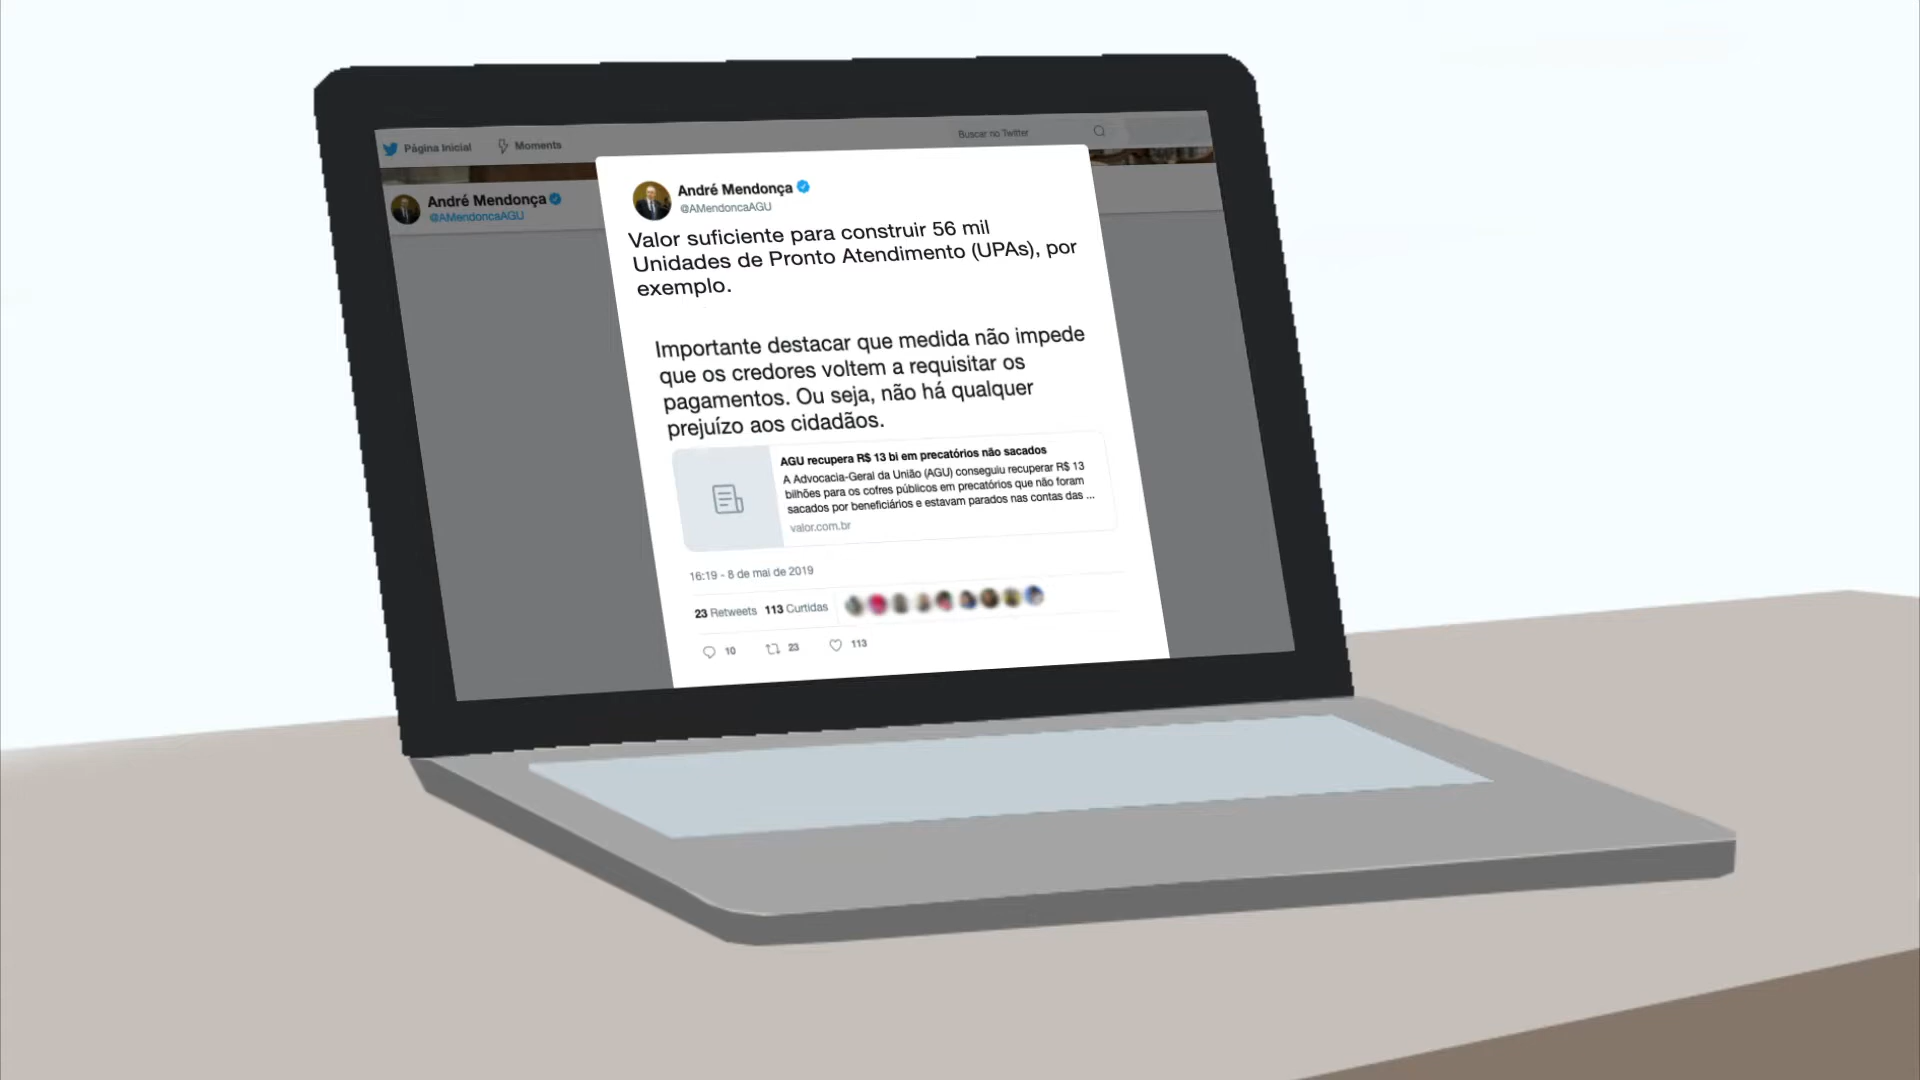 Página Inicial
Moments
Buscar no Twitter
André Mendonça
@AMendoncaAGU
André Mendonça
@AMendoncaAGU
Valor suficiente para construir 56 mil
Unidades de Pronto Atendimento (UPAs), por
exemplo.
Importante destacar que medida não impede
que os credores voltem a requisitar os
pagamentos. Ou seja, não há qualquer
prejuízo aos cidadãos.
AGU recupera R$ 13 bi em precatórios não sacados
A Advocacia-Geral da União (AGU) conseguiu recuperar R$ 13
bilhões para os cofres públicos em precatórios que não foram
sacados por beneficiários e estavam parados nas contas das ...
valor.com.br
16:19 - 8 de mai de 2019
23 Retweets 113 Curtidas
10 23 113